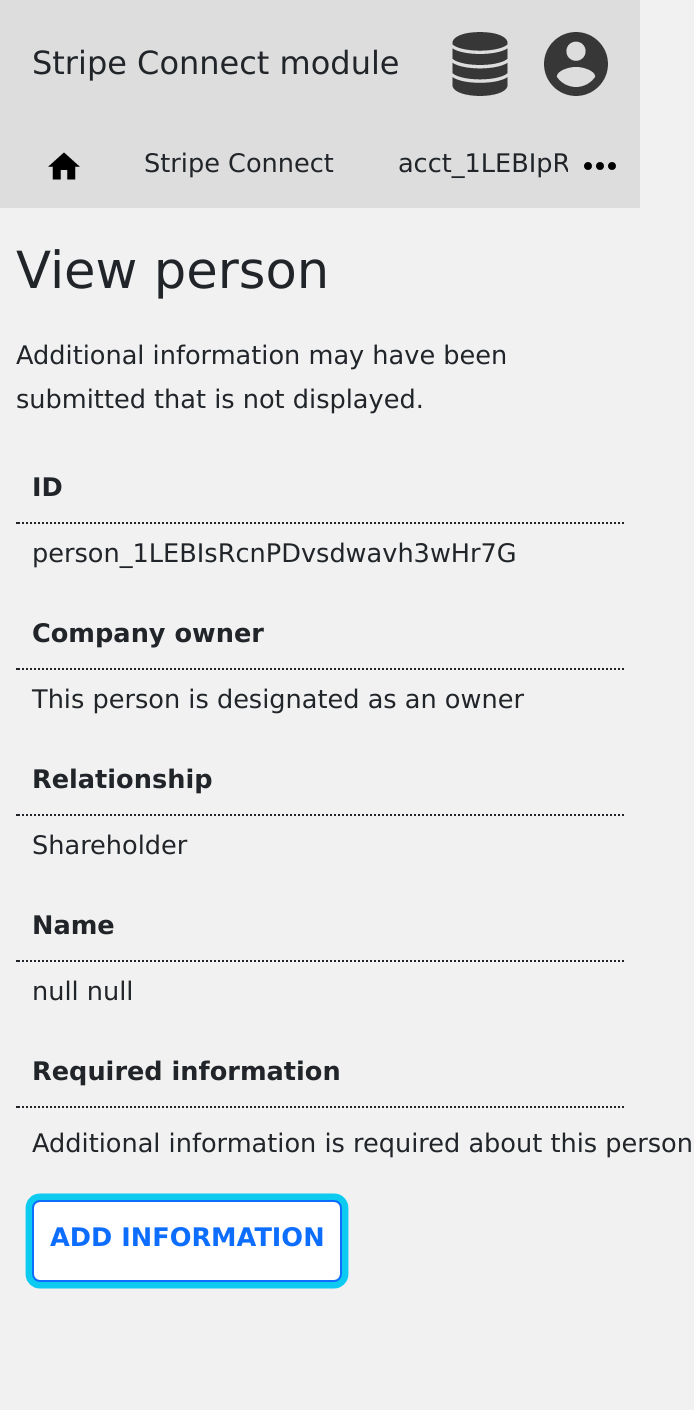 Stripe Connect module
Stripe Connect acct_1LEBIpR
View person
Additional information may have been
submitted that is not displayed.
ID
person_1LEBIsRcnPDvsdwavh3wHr7G
Company owner
This person is designated as an owner
Relationship
Shareholder
Name
null null
Required information
Additional information is required about this person
ADD INFORMATION